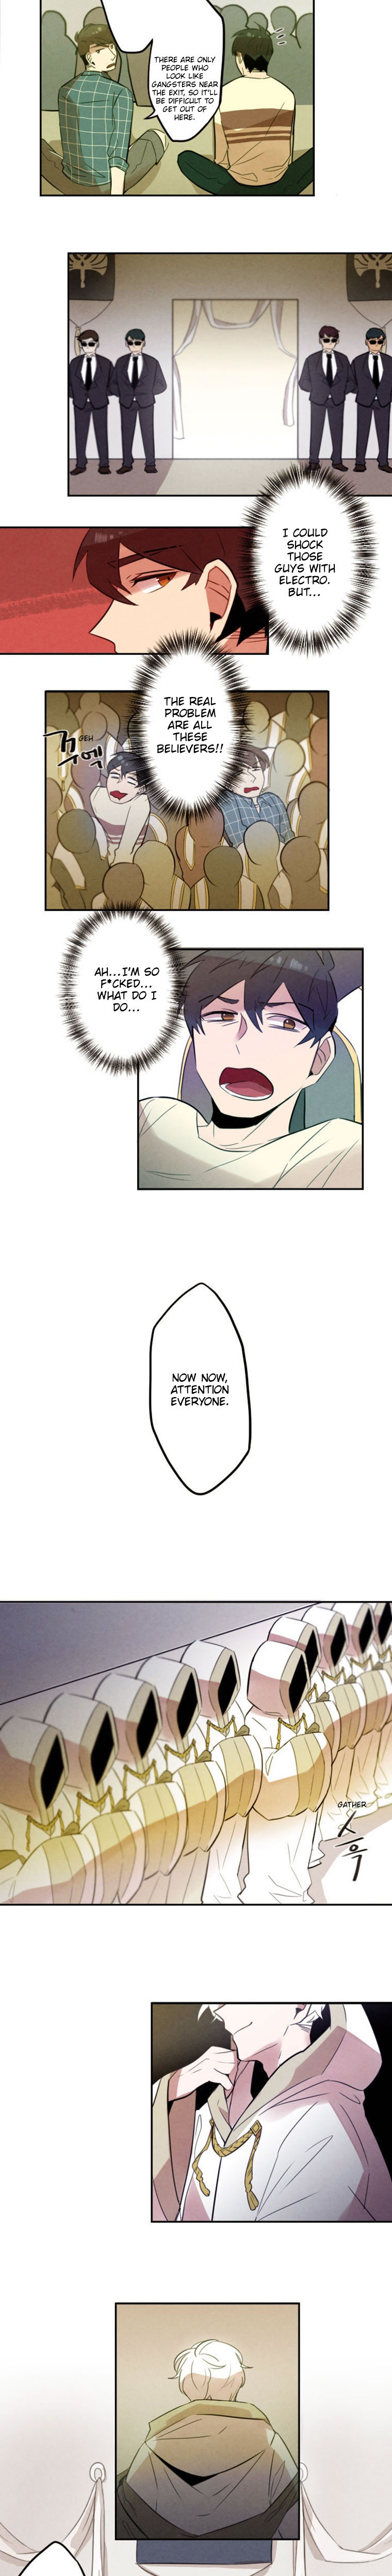 THERE ARE ONLY
PEOPLE WHO
LOOK LIKE
GANGSTERS NEAR
THE EXIT, SO IT'LL
BE DIFFICULT TO
GET OUT OF
HERE.
I COULD
SHOCK
THOSE
GUYS WITH
ELECTRO.
BUT...
THE REAL
PROBLEM
ARE ALL
THESE
BELIEVERS!!
GEH
꾸엑
AH...I'M SO
F*CKED...
WHAT DO I
DO...
NOW NOW,
ATTENTION
EVERYONE.
GATHER
스윽